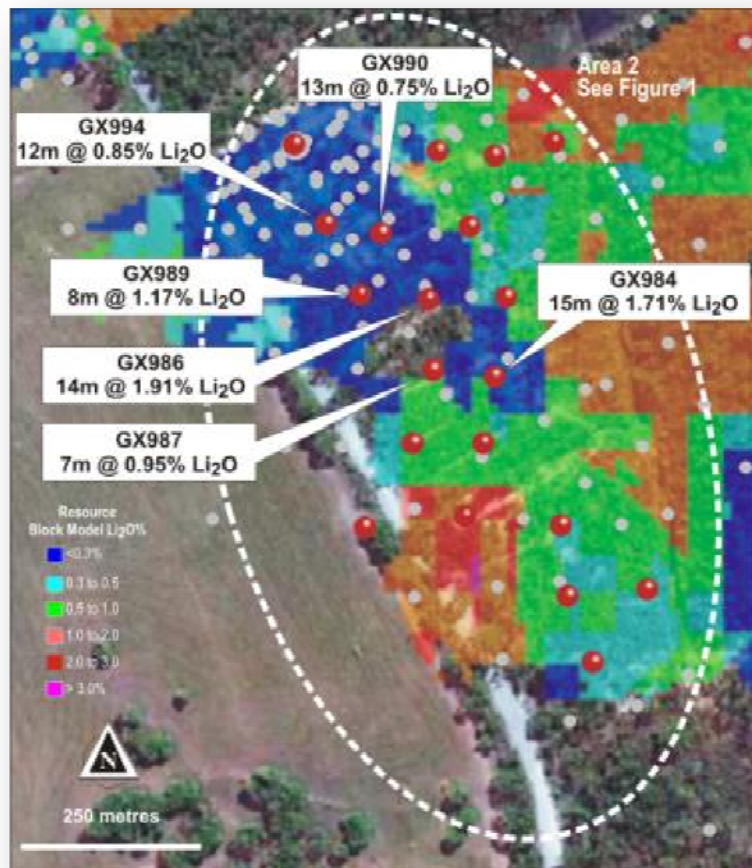 GX990
13m @ 0.75% Li₂O
Area 2
See Figure 1
GX994
12m @ 0.85% Li₂O
GX989
8m @ 1.17% Li₂O
GX984
15m @ 1.71% Li₂O
GX986
14m @ 1.91% Li₂O
GX987
7m @ 0.95% Li₂O
Resource
Block Model Li₂O%
<0.3%
0.3 to 0.5
0.5 to 1.0
1.0 to 2.0
2.0 to 3.0
> 3.0%
N
250 metres